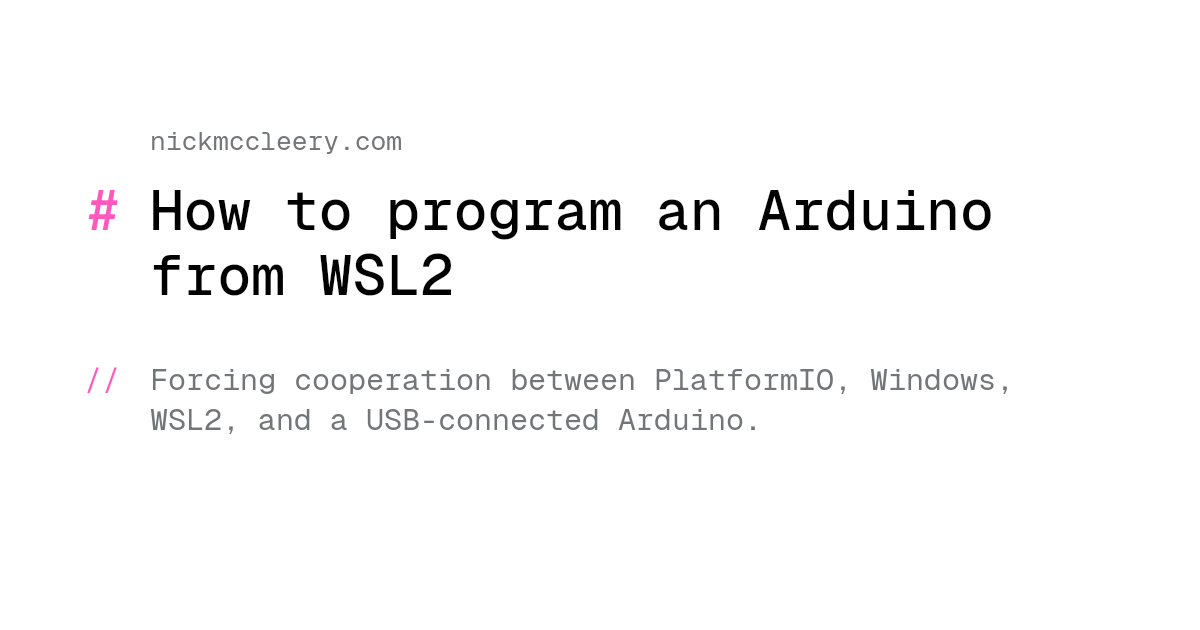 nickmccleery.com
# How to program an Arduino
from WSL2
// Forcing cooperation between PlatformIO, Windows,
WSL2, and a USB-connected Arduino.